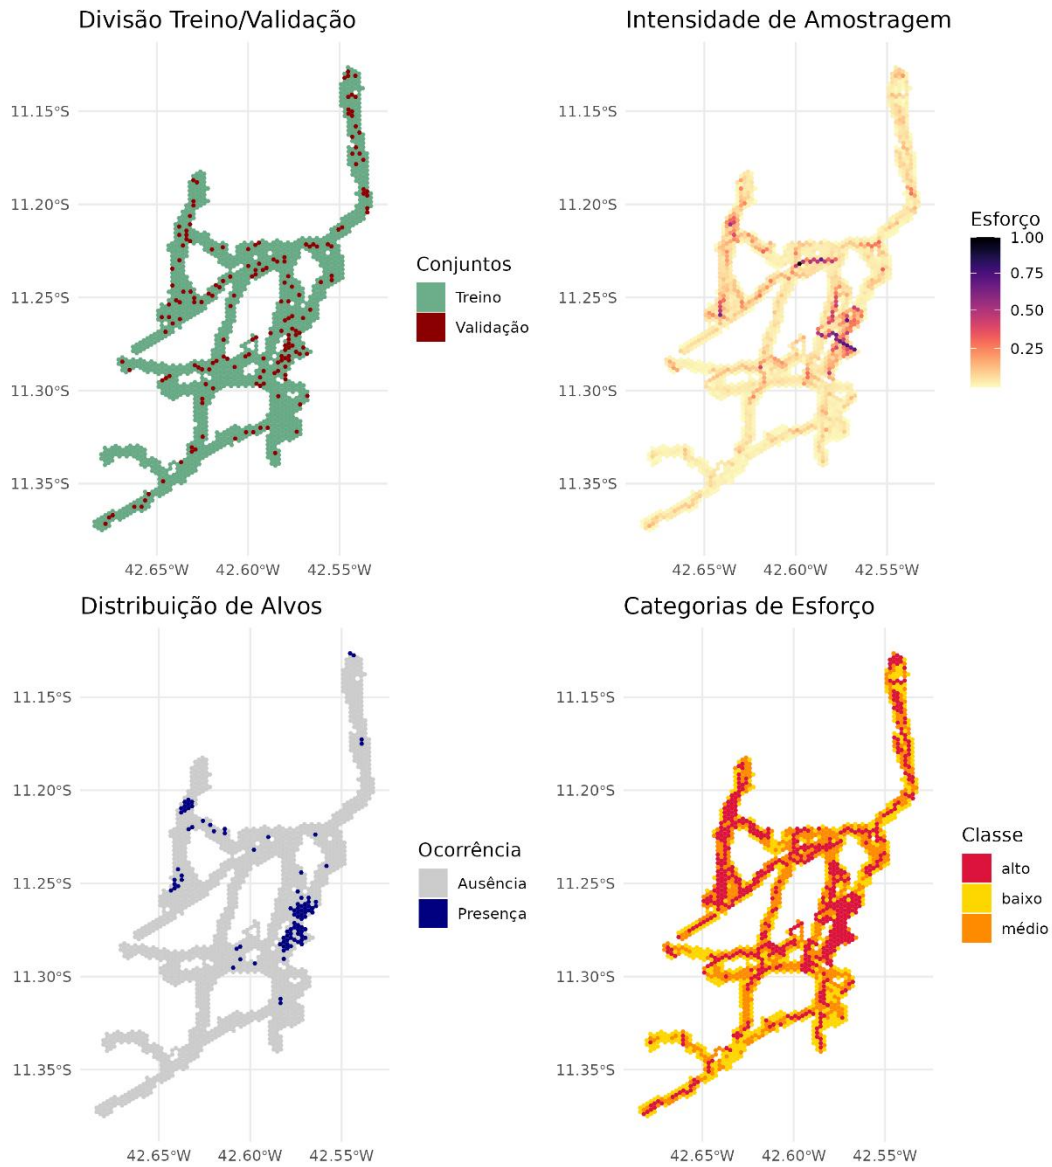 Divisão Treino/Validação
11.15°S
11.20°S
11.25°S
11.30°S
11.35°S
42.65°W 42.60°W 42.55°W
Conjuntos
Treino
Validação
Intensidade de Amostragem
11.15°S
11.20°S
11.25°S
11.30°S
11.35°S
42.65°W 42.60°W 42.55°W
Esforço
1.00
0.75
0.50
0.25
Distribuição de Alvos
11.15°S
11.20°S
11.25°S
11.30°S
11.35°S
42.65°W 42.60°W 42.55°W
Ocorrência
Ausência
Presença
Categorias de Esforço
11.15°S
11.20°S
11.25°S
11.30°S
11.35°S
42.65°W 42.60°W 42.55°W
Classe
alto
baixo
médio